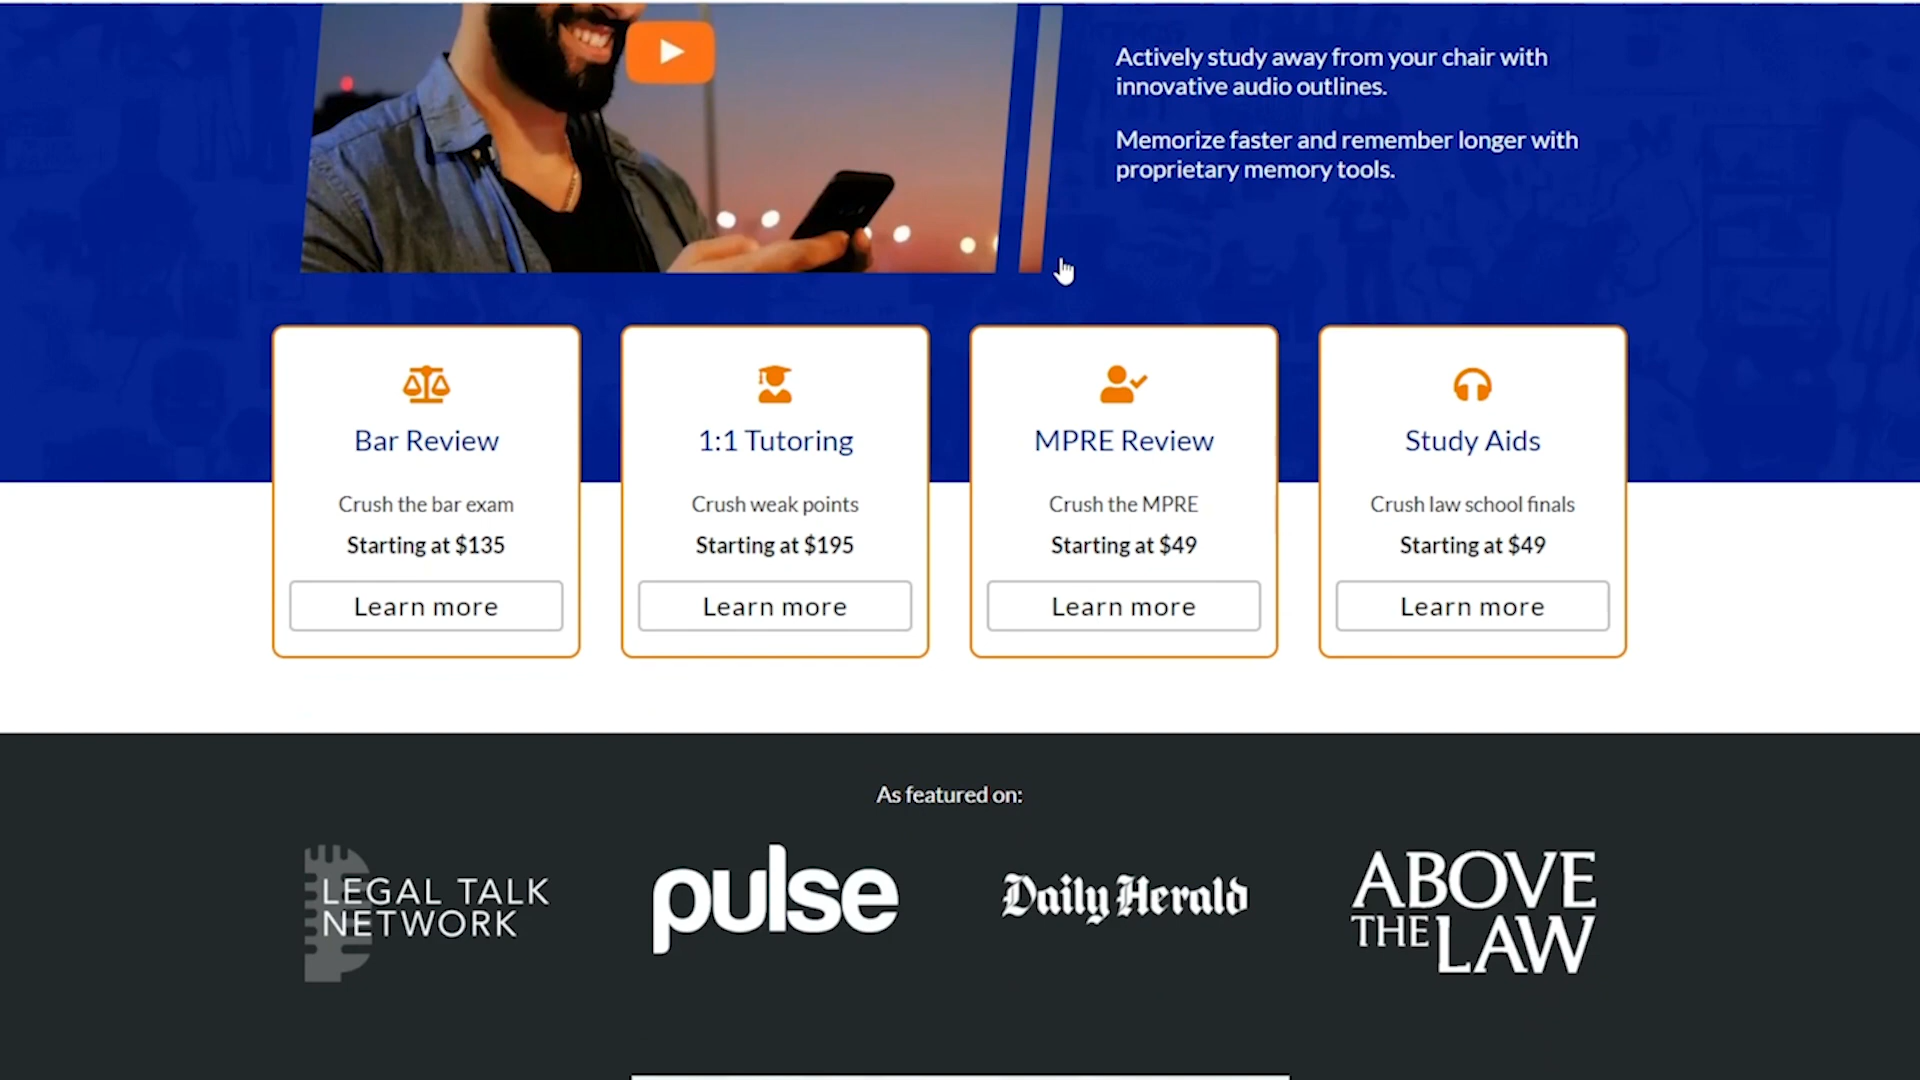 Actively study away from your chair with
innovative audio outlines.
Memorize faster and remember longer with
proprietary memory tools.
Bar Review
Crush the bar exam
Starting at $135
Learn more
1:1 Tutoring
Crush weak points
Starting at $195
Learn more
MPRE Review
Crush the MPRE
Starting at $49
Learn more
Study Aids
Crush law school finals
Starting at $49
Learn more
As featured on:
LEGAL TALK
NETWORK
pulse
Daily Herald
ABOVE
THE LAW